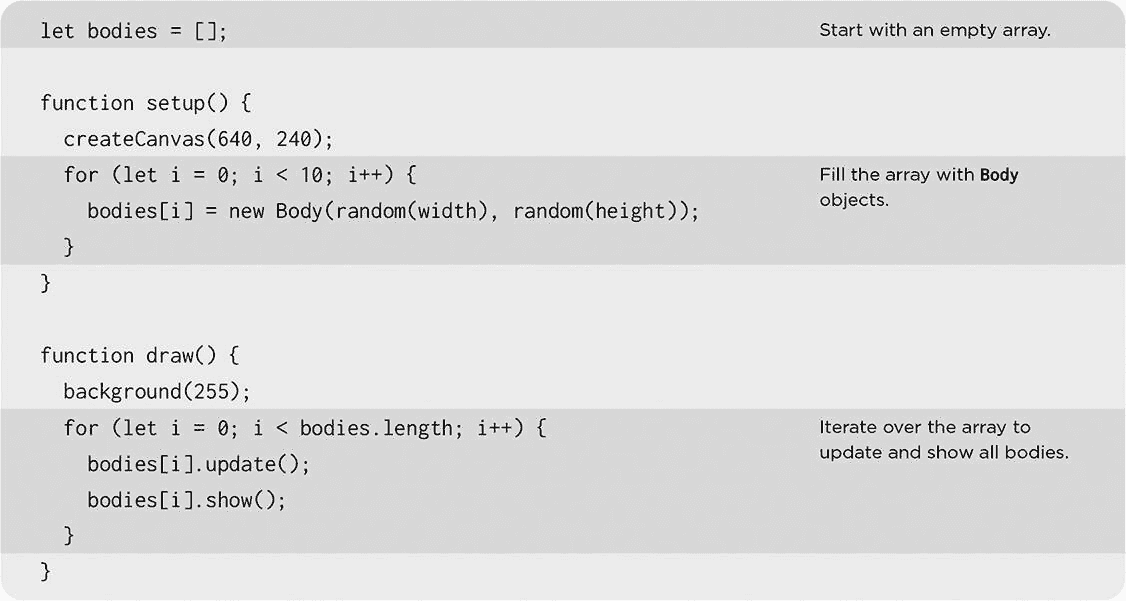 let bodies = [];
Start with an empty array.
function setup() {
createCanvas(640, 240);
for (let i = 0; i < 10; i++) {
Fill the array with Body
objects.
bodies[i] = new Body(random(width), random(height));
}
}
function draw() {
background(255);
for (let i = 0; i < bodies.length; i++) {
Iterate over the array to
update and show all bodies.
bodies[i].update();
bodies[i].show();
}
}